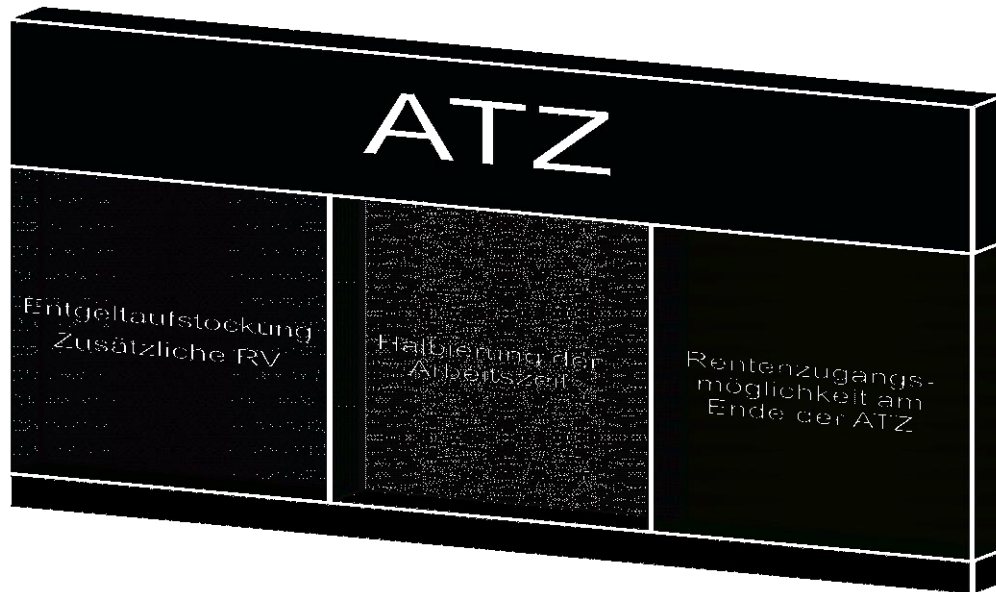 ATZ
Entgeltaufstockung
Zusätzliche RV
Halbierung der
Arbeitszeit
Rentenzugangs-
möglichkeit am
Ende der ATZ